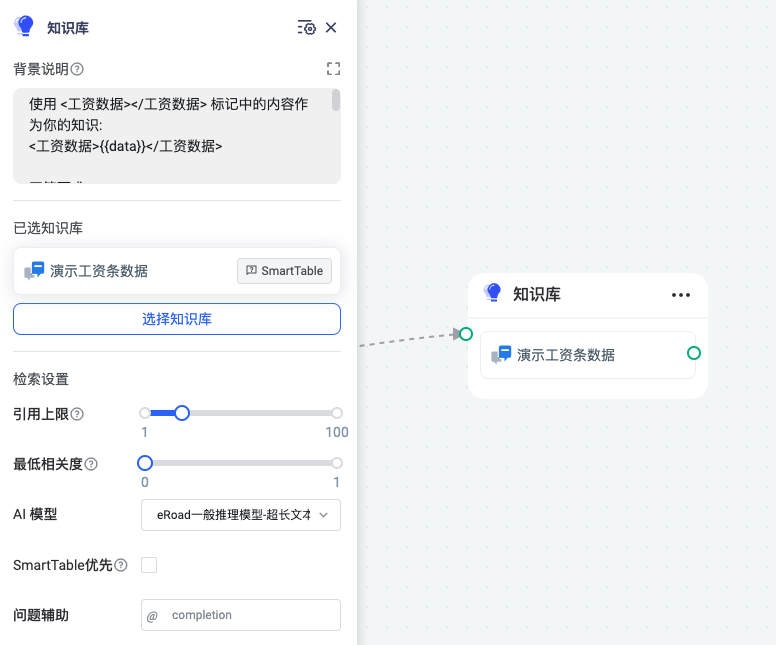 知识库
背景说明
使用 <工资数据></工资数据> 标记中的内容作
为你的知识:
<工资数据>{{data}}</工资数据>
已选知识库
演示工资条数据
SmartTable
选择知识库
检索设置
引用上限
1
100
最低相关度
0
1
AI 模型
eRoad一般推理模型-超长文本
SmartTable优先
问题辅助
@
completion
知识库
演示工资条数据